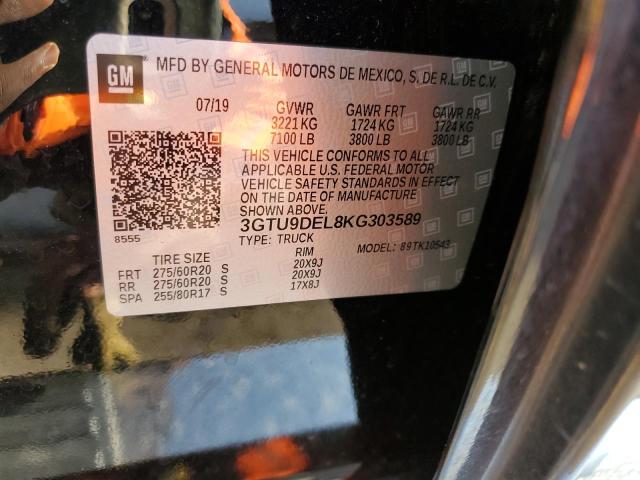 GM
MFD BY GENERAL MOTORS DE MEXICO, S. DE R.L. DE C.V.
07/19 GVWR GAWR FRT GAWR RR
3221 KG 1724 KG 1724 KG
7100 LB 3800 LB 3800 LB
THIS VEHICLE CONFORMS TO ALL
APPLICABLE U.S. FEDERAL MOTOR
VEHICLE SAFETY STANDARDS IN EFFECT
ON THE DATE OF MANUFACTURE
SHOWN ABOVE.
3GTU9DEL8KG303589
8555
TYPE: TRUCK MODEL: 89TK10543
TIRE SIZE RIM
FRT 275/60R20 S 20X9J
RR 275/60R20 S 20X9J
SPA 255/80R17 S 17X8J